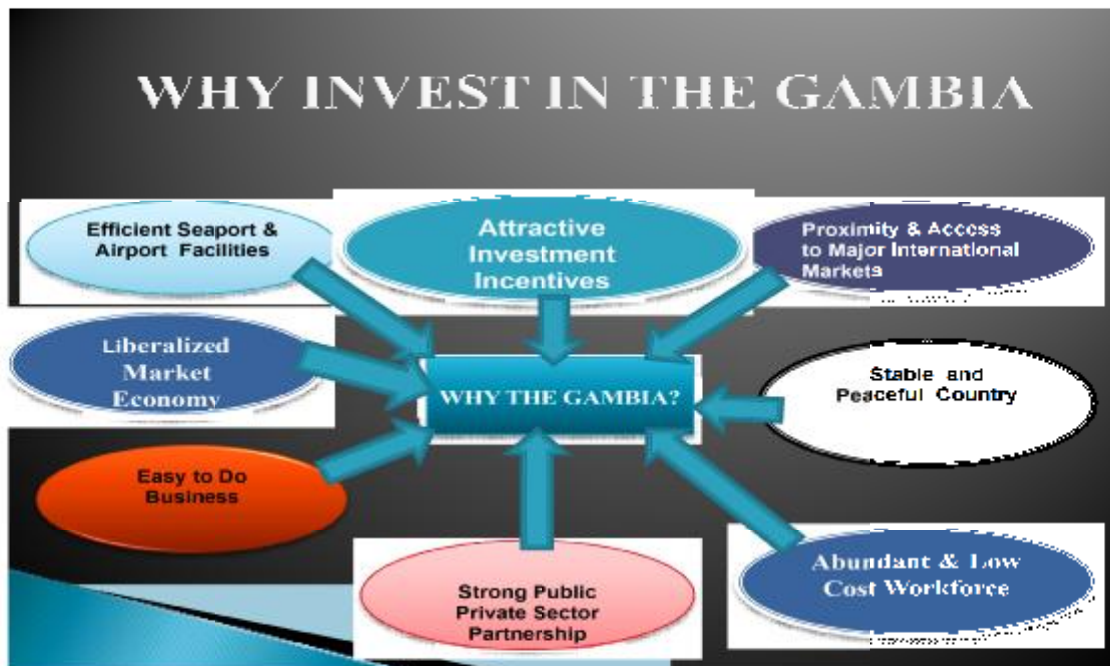 WHY INVEST IN THE GAMBIA
Efficient Seaport &
Airport Facilities
Attractive
Investment
Incentives
Proximity & Access
to Major International
Markets
Liberalized
Market
Economy
WHY THE GAMBIA?
Stable and
Peaceful Country
Easy to Do
Business
Strong Public
Private Sector
Partnership
Abundant & Low
Cost Workforce